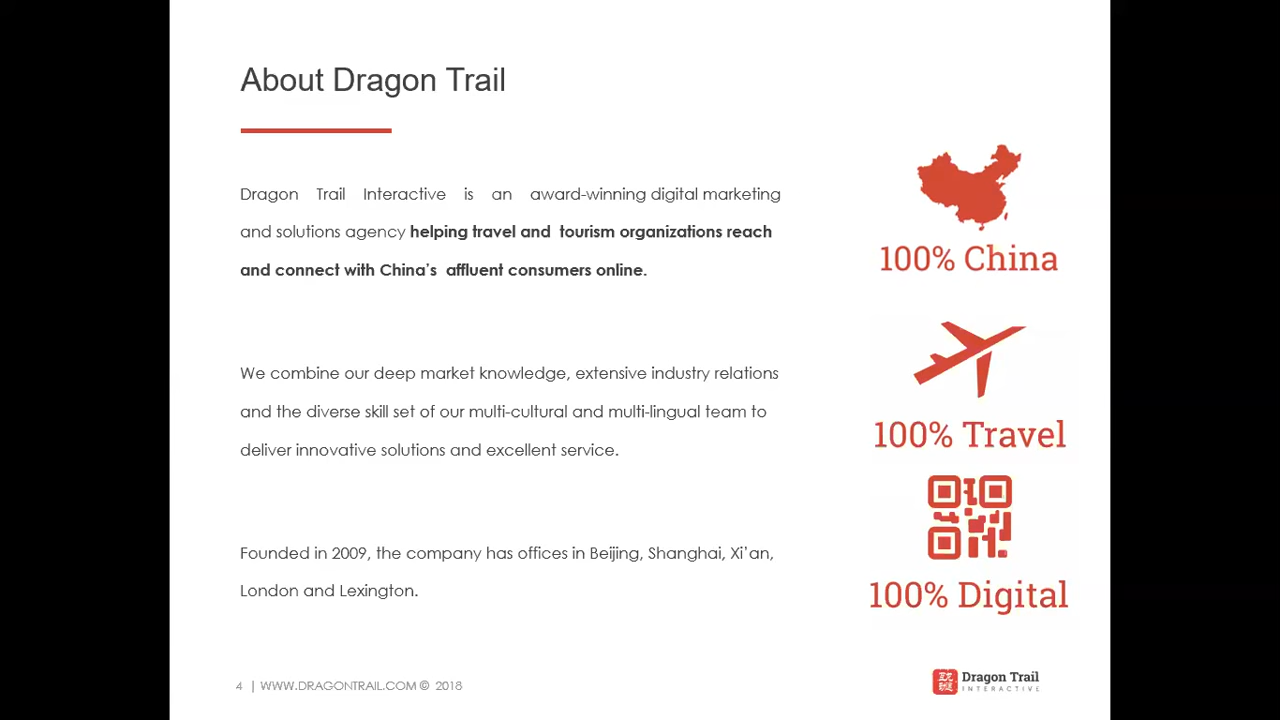 About Dragon Trail
Dragon Trail Interactive is an award-winning digital marketing
and solutions agency helping travel and tourism organizations reach
and connect with China's affluent consumers online.
We combine our deep market knowledge, extensive industry relations
and the diverse skill set of our multi-cultural and multi-lingual team to
deliver innovative solutions and excellent service.
Founded in 2009, the company has offices in Beijing, Shanghai, Xi'an,
London and Lexington.
100% China
100% Travel
100% Digital
4 | WWW.DRAGONTRAIL.COM © 2018
Dragon Trail
INTERACTIVE